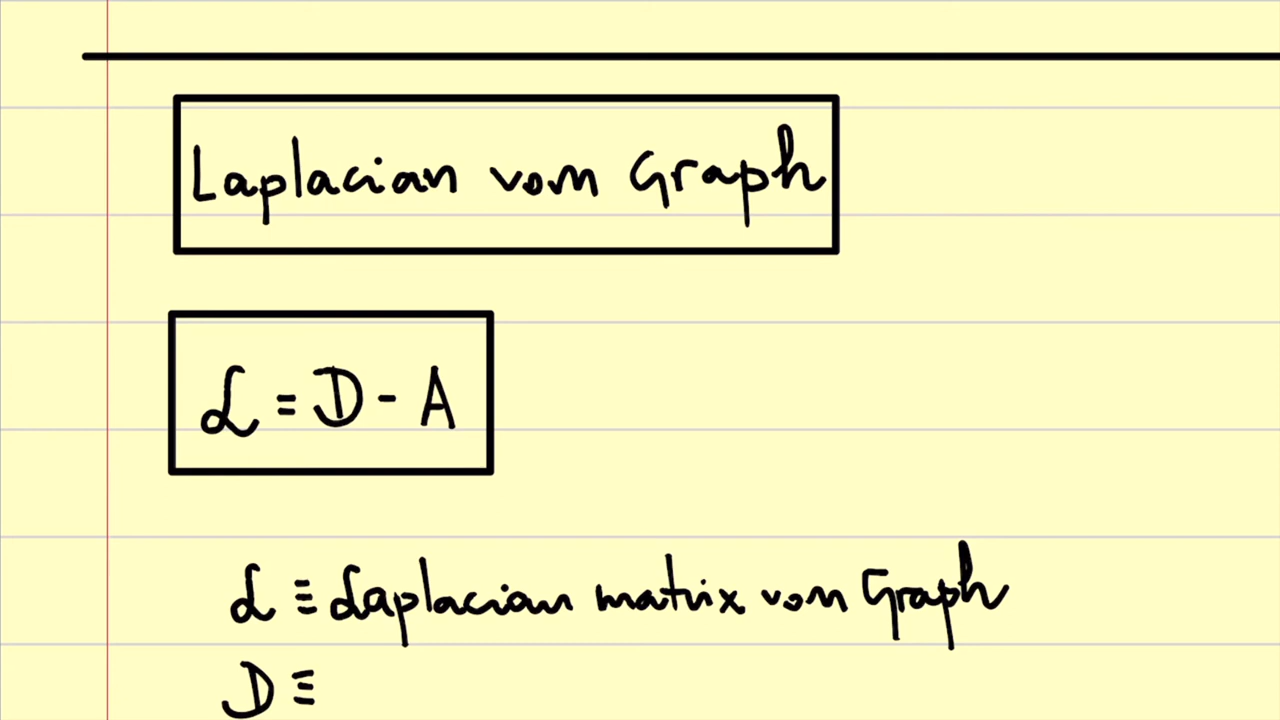 Laplacian vom Graph
ℒ = D - A
ℒ ≡ Laplacian matrix vom Graph
D ≡